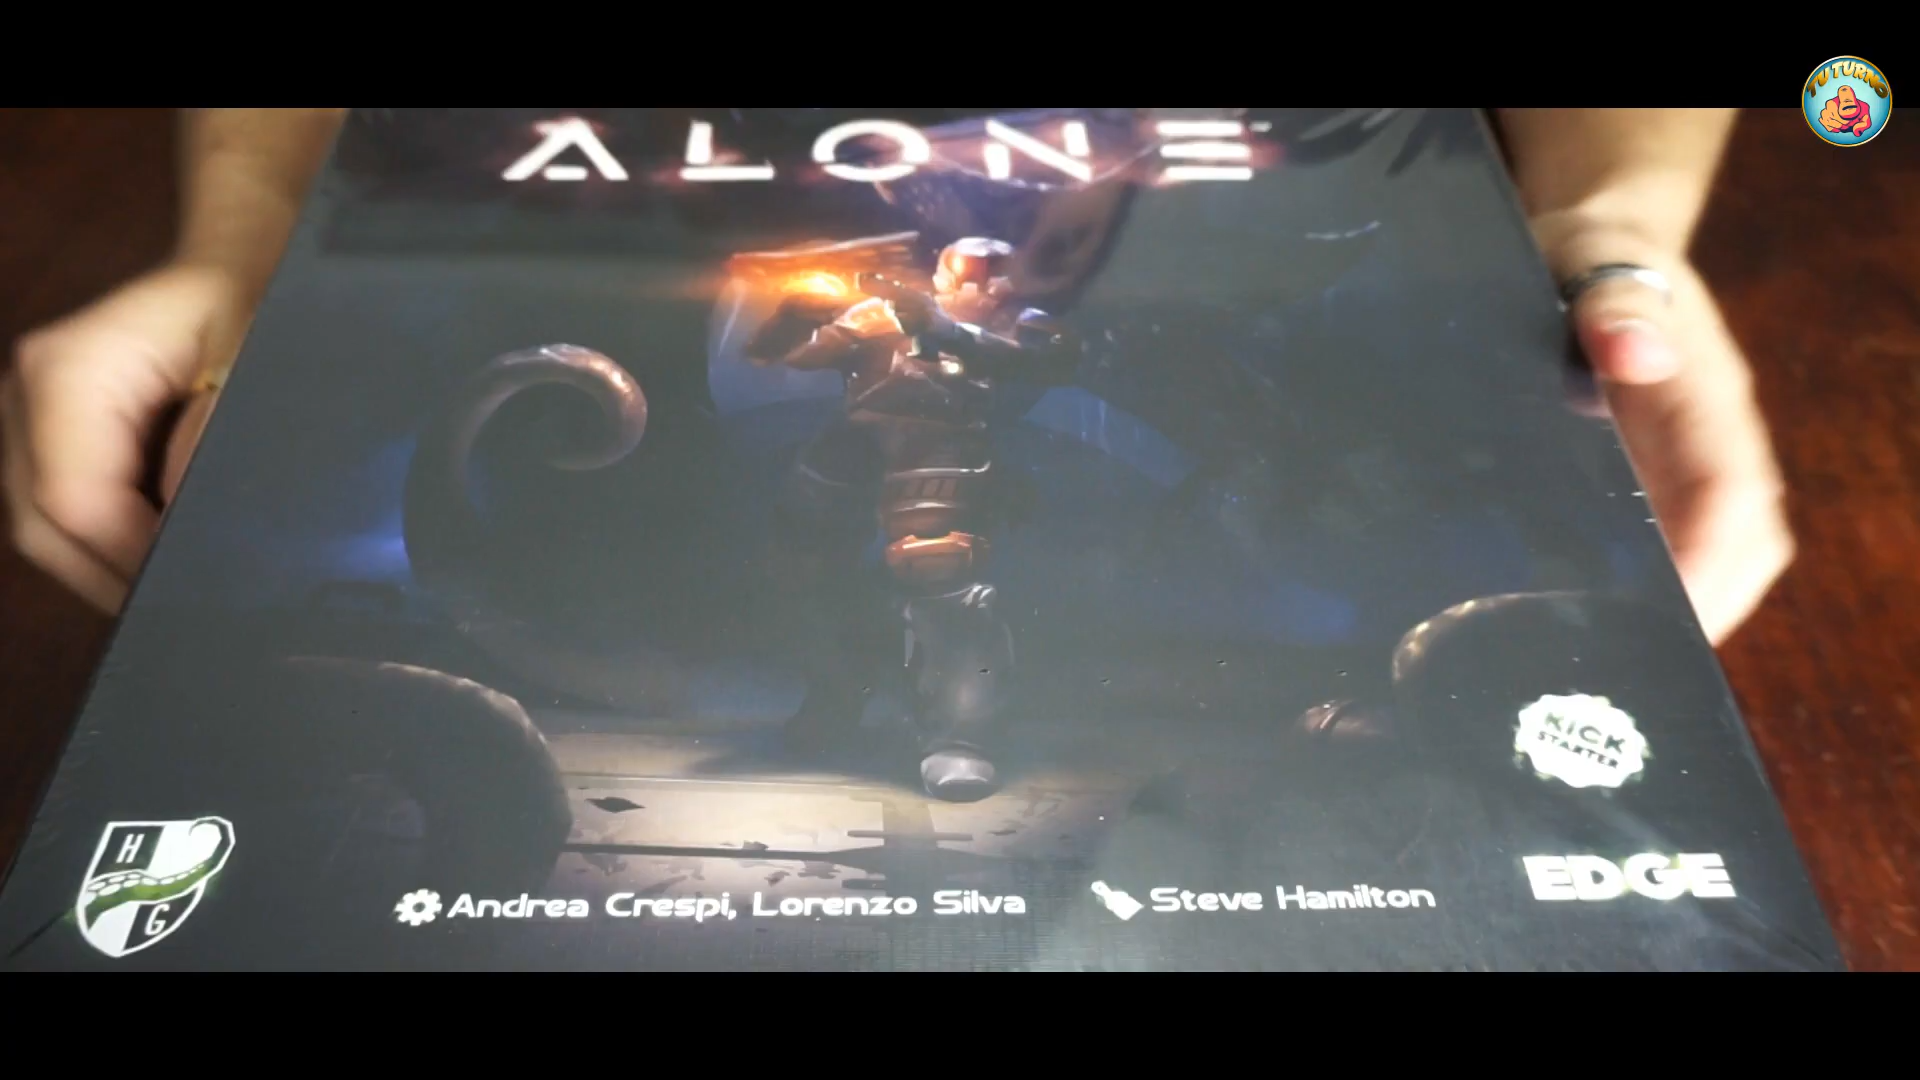 TU TURNO
ALONE
KICK
STARTER
H
G
EDGE
Andrea Crespi, Lorenzo Silva
Steve Hamilton